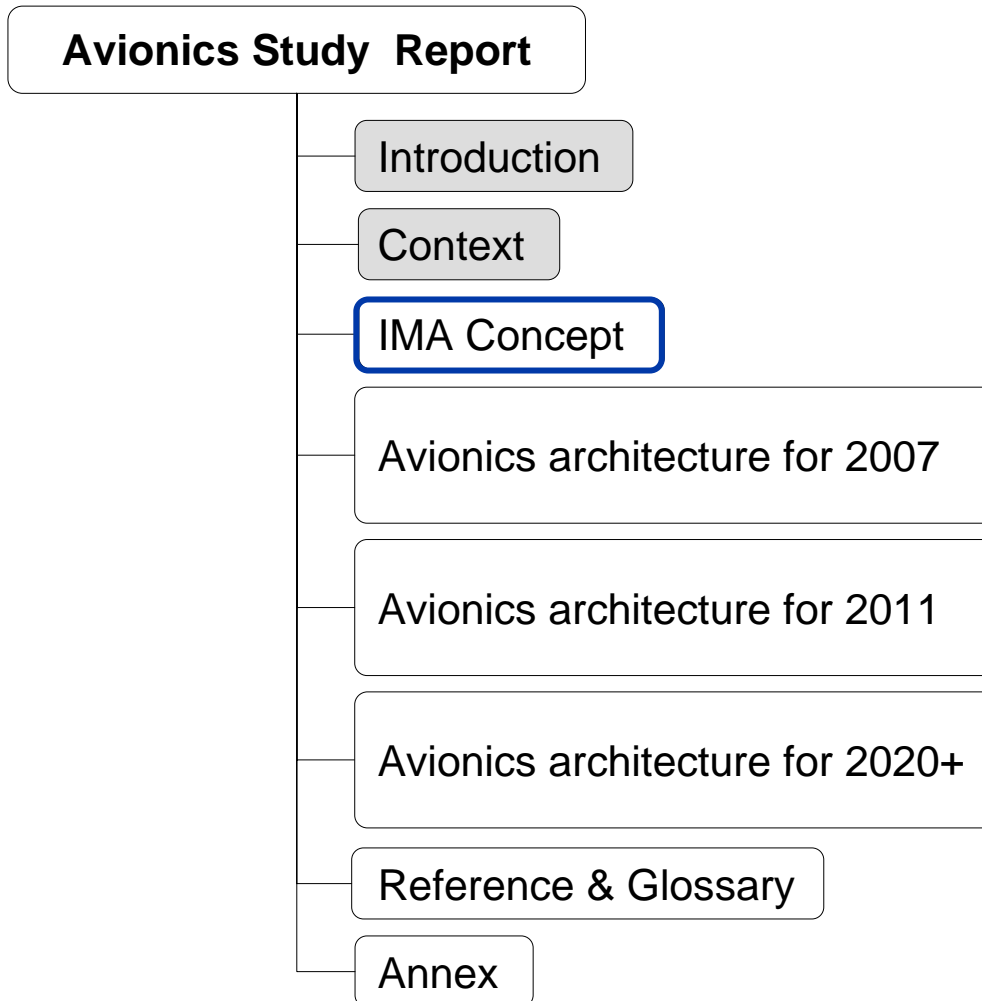 Avionics Study  Report
Introduction
Context
IMA Concept
Avionics architecture for 2007
Avionics architecture for 2011
Avionics architecture for 2020+
Reference & Glossary
Annex